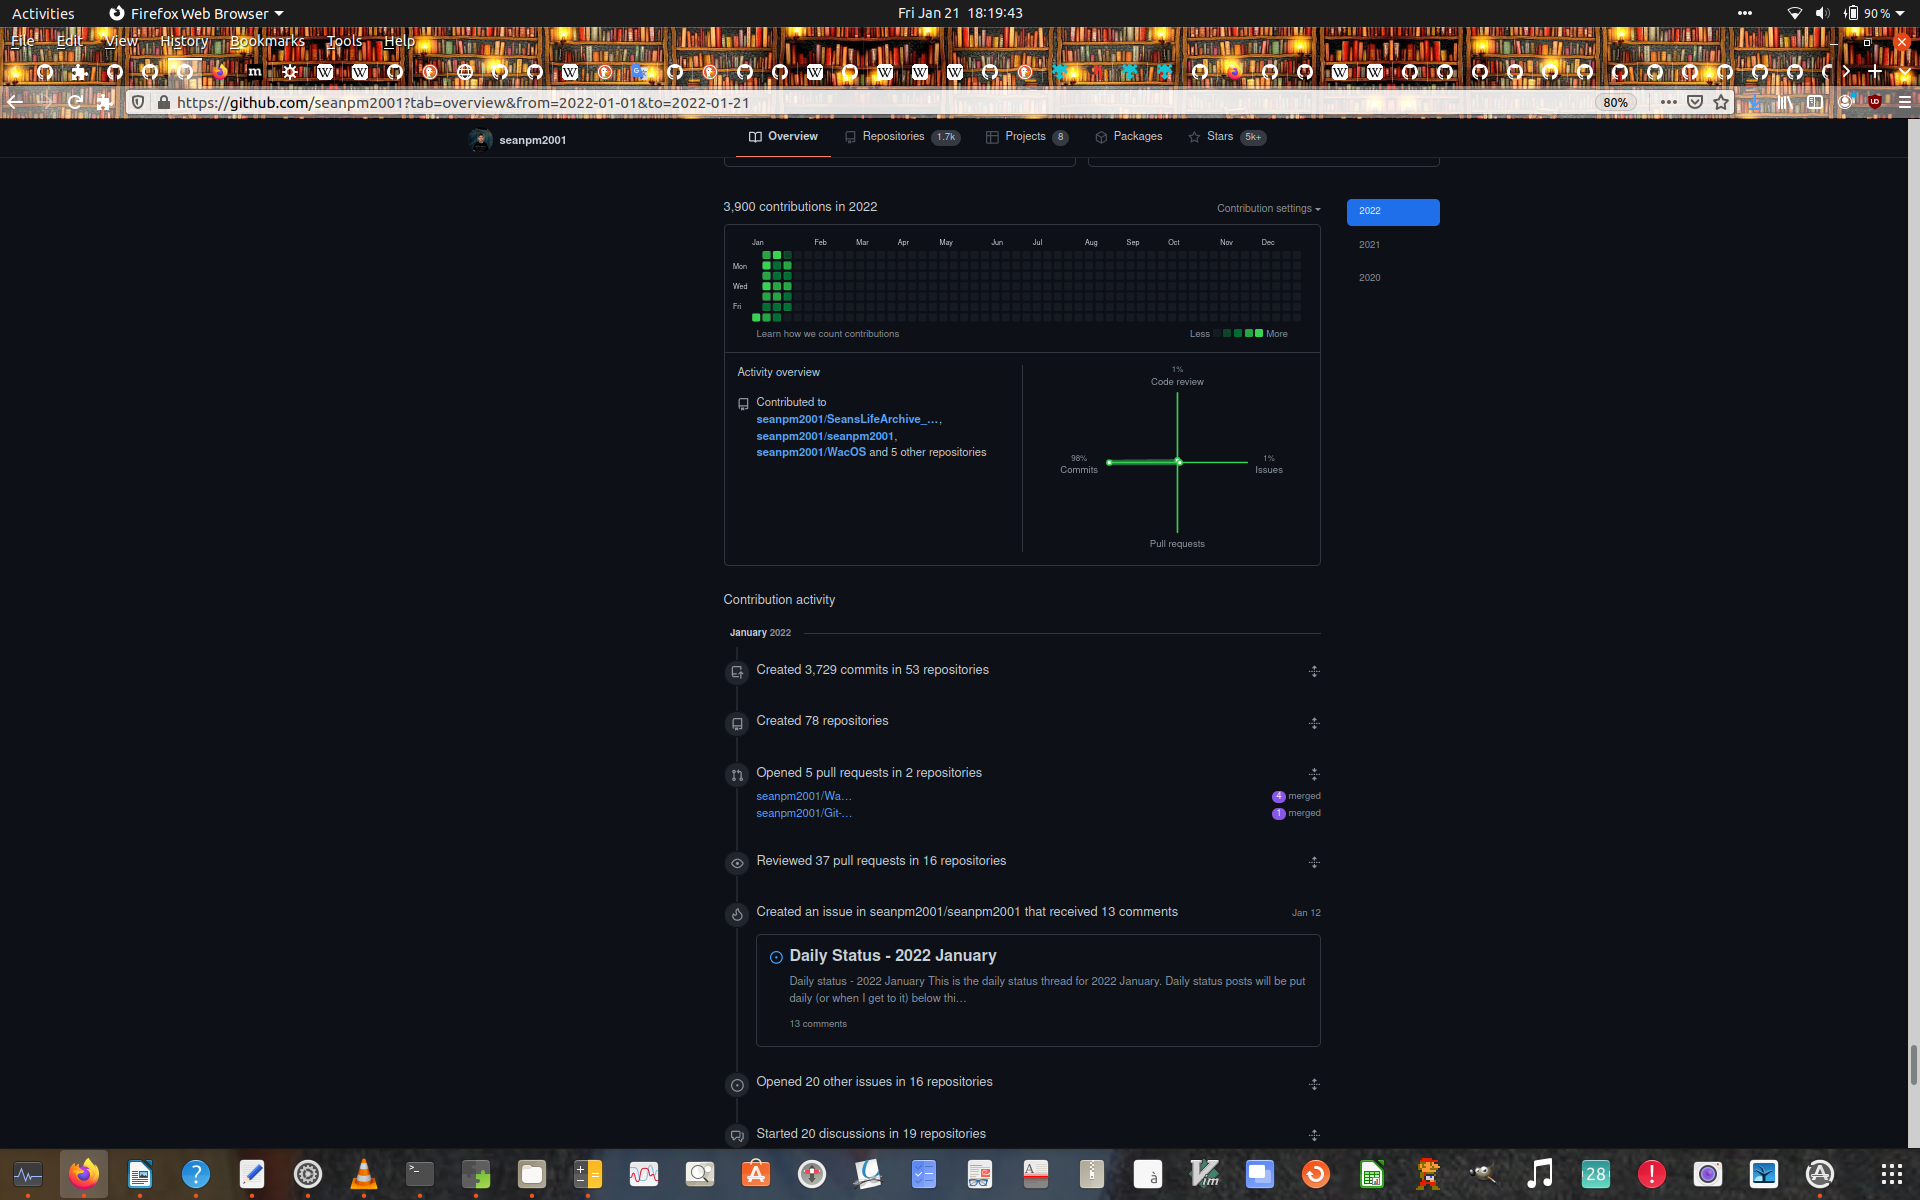 Activities
Firefox Web Browser
Fri Jan 21 18:19:43
90 %
File Edit View History Bookmarks Tools Help
https://github.com/seanpm2001?tab=overview&from=2022-01-01&to=2022-01-21
80%
seanpm2001
Overview
Repositories 1.7k
Projects 8
Packages
Stars 5k+
3,900 contributions in 2022
Contribution settings
2022
2021
2020
Jan Feb Mar Apr May Jun Jul Aug Sep Oct Nov Dec
Mon
Wed
Fri
Learn how we count contributions
Less More
Activity overview
Contributed to
seanpm2001/SeansLifeArchive_…,
seanpm2001/seanpm2001,
seanpm2001/WacOS and 5 other repositories
1%
Code review
98%
Commits
1%
Issues
Pull requests
Contribution activity
January 2022
Created 3,729 commits in 53 repositories
Created 78 repositories
Opened 5 pull requests in 2 repositories
seanpm2001/Wa… 4 merged
seanpm2001/Git-… 1 merged
Reviewed 37 pull requests in 16 repositories
Created an issue in seanpm2001/seanpm2001 that received 13 comments Jan 12
Daily Status - 2022 January
Daily status - 2022 January This is the daily status thread for 2022 January. Daily status posts will be put
daily (or when I get to it) below thi…
13 comments
Opened 20 other issues in 16 repositories
Started 20 discussions in 19 repositories
28